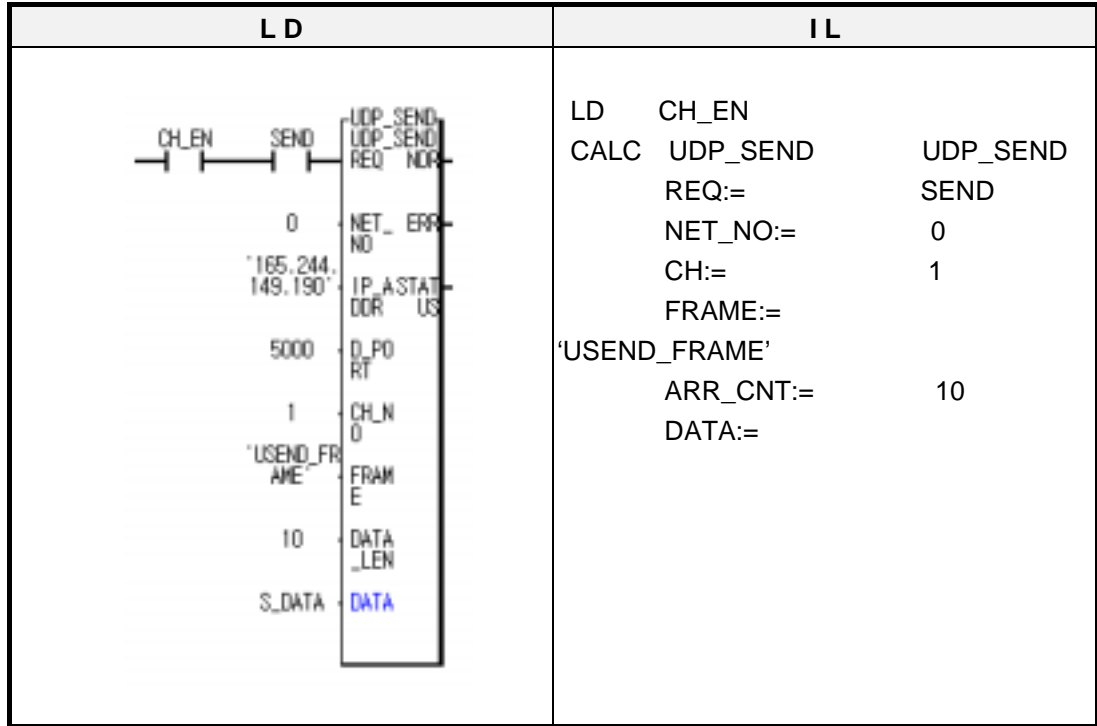 L D
I L
UDP_SEND
CH_EN SEND UDP_SEND
REQ NDR
0 NET_ ERR
NO
'165.244.
149.190' IP_A STAT
DDR US
5000 D_PO
RT
1 CH_N
O
'USEND_FR
AME' FRAM
E
10 DATA
_LEN
S_DATA DATA
LD CH_EN
CALC UDP_SEND UDP_SEND
REQ:= SEND
NET_NO:= 0
CH:= 1
FRAME:=
‘USEND_FRAME’
ARR_CNT:= 10
DATA:=